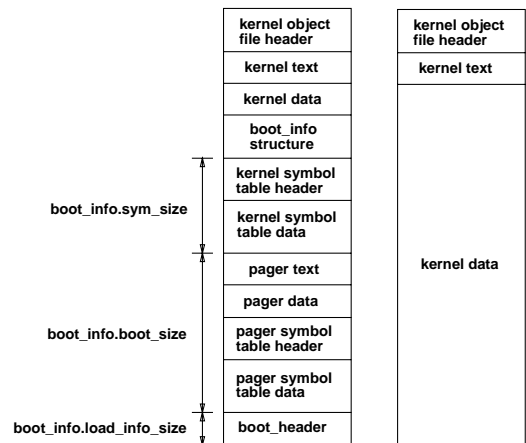 kernel object
file header
kernel text
kernel data
boot_info
structure
kernel symbol
table header
kernel symbol
table data
pager text
pager data
pager symbol
table header
pager symbol
table data
boot_header
boot_info.sym_size
boot_info.boot_size
boot_info.load_info_size
kernel object
file header
kernel text
kernel data